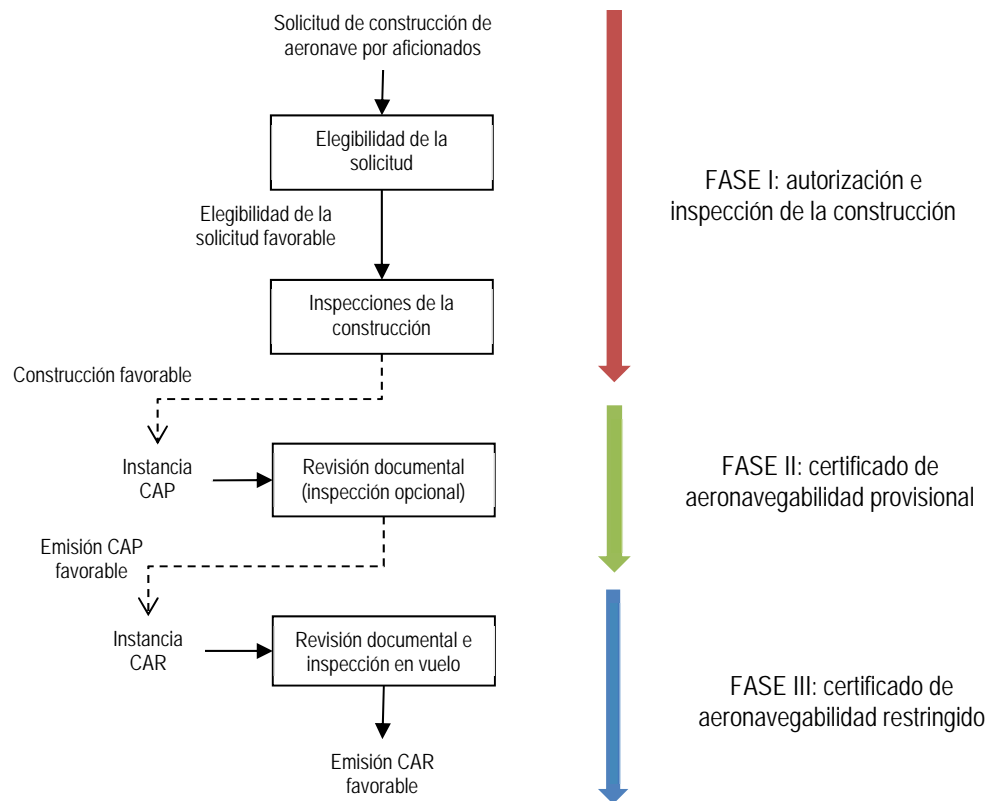 Solicitud de construcción de
aeronave por aficionados
Elegibilidad de la
solicitud
FASE I: autorización e
inspección de la construcción
Elegibilidad de la
solicitud favorable
Inspecciones de la
construcción
Construcción favorable
Instancia
CAP
Revisión documental
(inspección opcional)
FASE II: certificado de
aeronavegabilidad provisional
Emisión CAP
favorable
Instancia
CAR
Revisión documental e
inspección en vuelo
FASE III: certificado de
aeronavegabilidad restringido
Emisión CAR
favorable